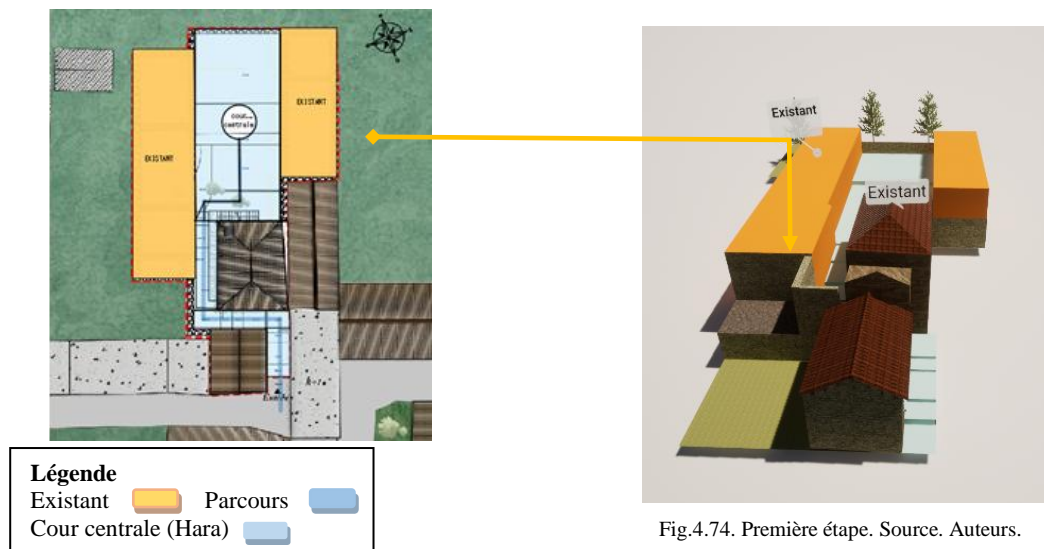 EXISTANT
cour
centrale
EXISTANT
Existant
Existant
Légende
Existant Parcours
Cour centrale (Hara)
Fig.4.74. Première étape. Source. Auteurs.